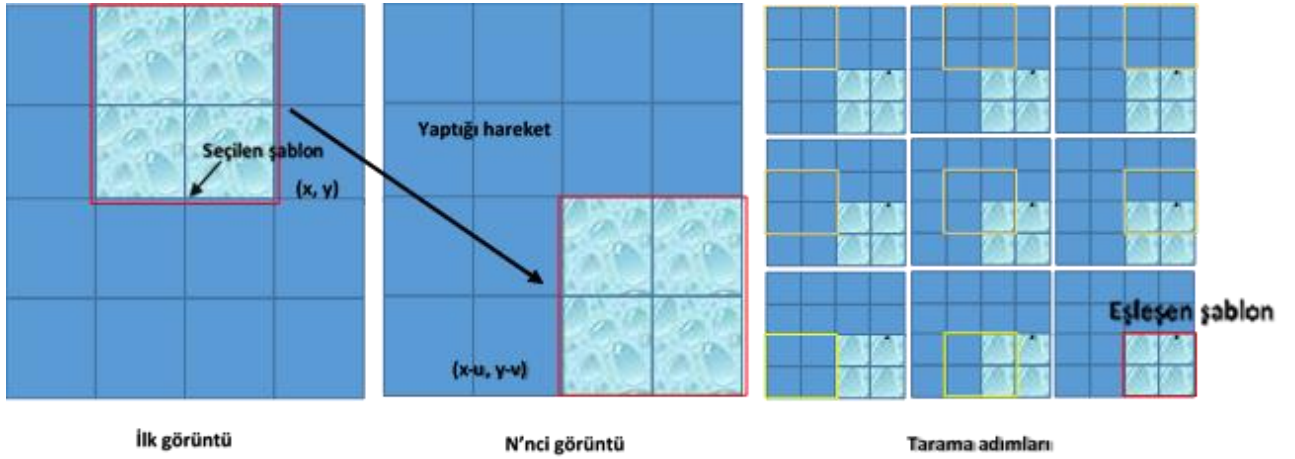 Seçilen şablon
(x, y)
Yaptığı hareket
(x-u, y-v)
Eşleşen şablon
İlk görüntü
N'nci görüntü
Tarama adımları